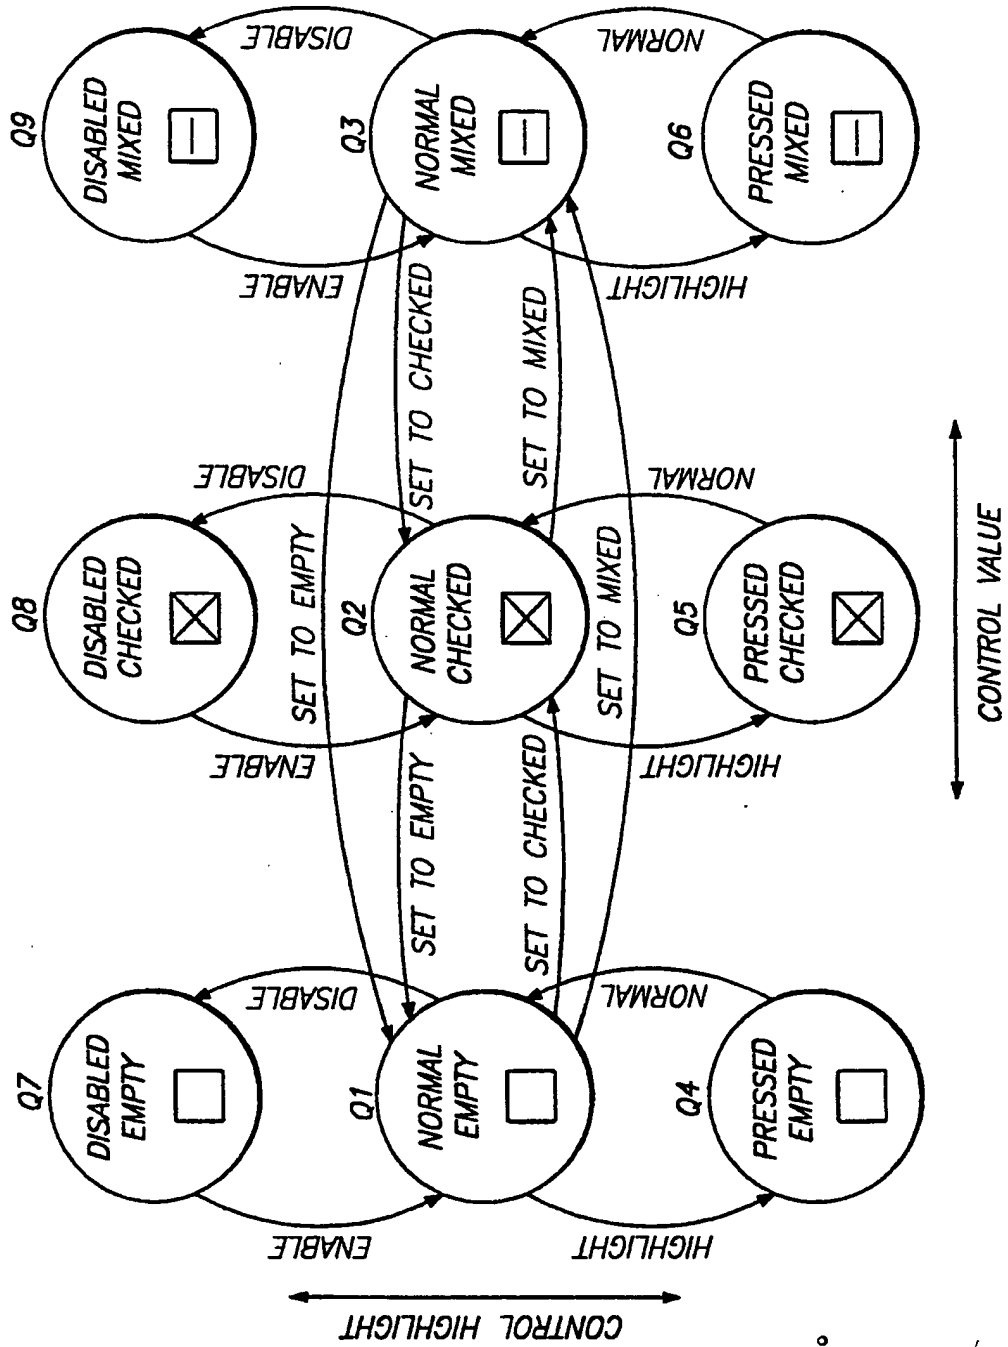 Q7
DISABLED
EMPTY
Q8
DISABLED
CHECKED
Q9
DISABLED
MIXED
ENABLE
DISABLE
ENABLE
DISABLE
ENABLE
DISABLE
SET TO EMPTY
Q1
NORMAL
EMPTY
SET TO EMPTY
Q2
NORMAL
CHECKED
SET TO CHECKED
Q3
NORMAL
MIXED
SET TO CHECKED
SET TO MIXED
SET TO MIXED
HIGHLIGHT
NORMAL
HIGHLIGHT
NORMAL
HIGHLIGHT
NORMAL
Q4
PRESSED
EMPTY
Q5
PRESSED
CHECKED
Q6
PRESSED
MIXED
CONTROL HIGHLIGHT
CONTROL VALUE